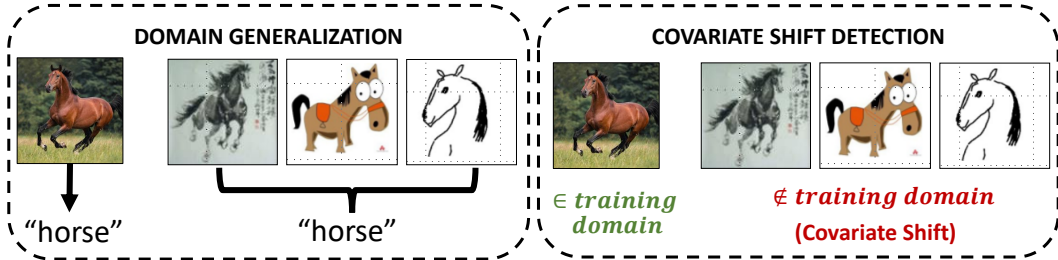 DOMAIN GENERALIZATION
"horse"
"horse"
COVARIATE SHIFT DETECTION
∈ training
domain
∉ training domain
(Covariate Shift)